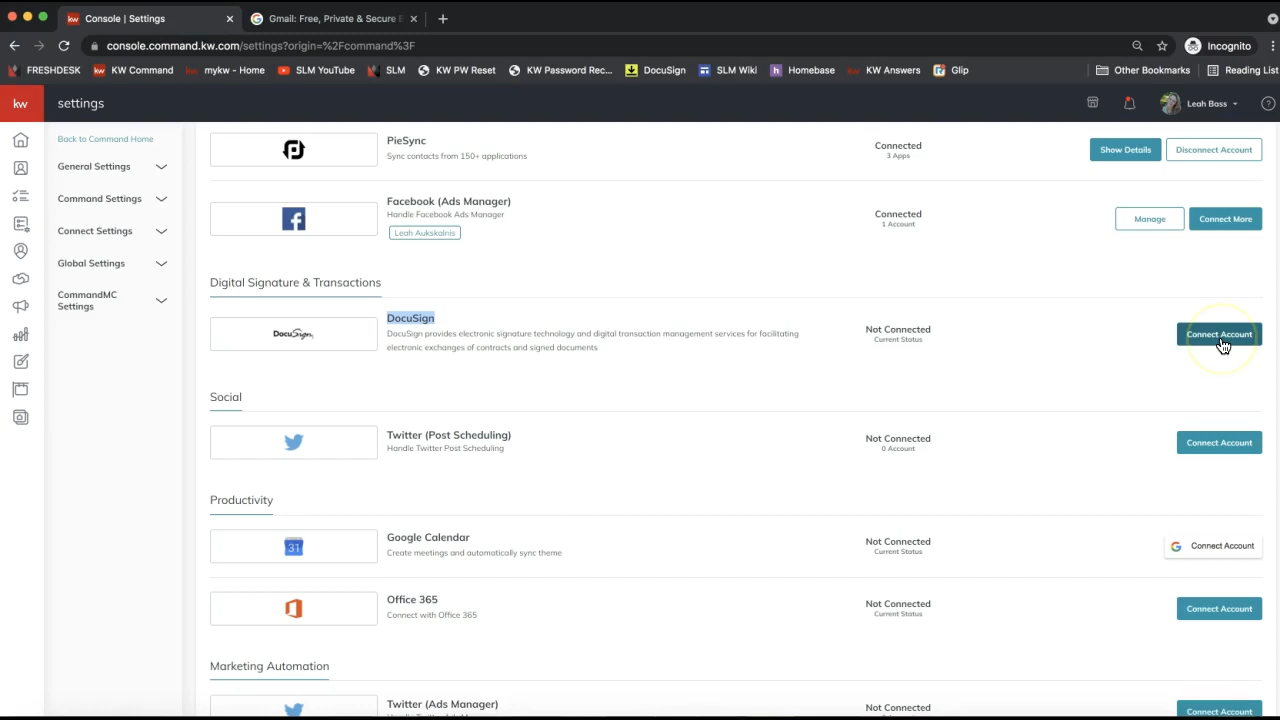 Console | Settings
Gmail: Free, Private & Secure E
console.command.kw.com/settings?origin=%2Fcommand%3F
Incognito
FRESHDESK
kw KW Command
mykw - Home
SLM YouTube
SLM
KW PW Reset
KW Password Rec...
DocuSign
SLM Wiki
Homebase
KW Answers
Glip
Other Bookmarks
Reading List
kw
settings
Leah Bass
Back to Command Home
General Settings
Command Settings
Connect Settings
Global Settings
CommandMC
Settings
PieSync
Sync contacts from 150+ applications
Connected
3 Apps
Show Details
Disconnect Account
Facebook (Ads Manager)
Handle Facebook Ads Manager
Leah Aukskalnis
Connected
1 Account
Manage
Connect More
Digital Signature & Transactions
DocuSign
DocuSign
DocuSign provides electronic signature technology and digital transaction management services for facilitating
electronic exchanges of contracts and signed documents
Not Connected
Current Status
Connect Account
Social
Twitter (Post Scheduling)
Handle Twitter Post Scheduling
Not Connected
0 Account
Connect Account
Productivity
31
Google Calendar
Create meetings and automatically sync theme
Not Connected
Current Status
Connect Account
Office 365
Connect with Office 365
Not Connected
Current Status
Connect Account
Marketing Automation
Twitter (Ads Manager)
Not Connected
Connect Account